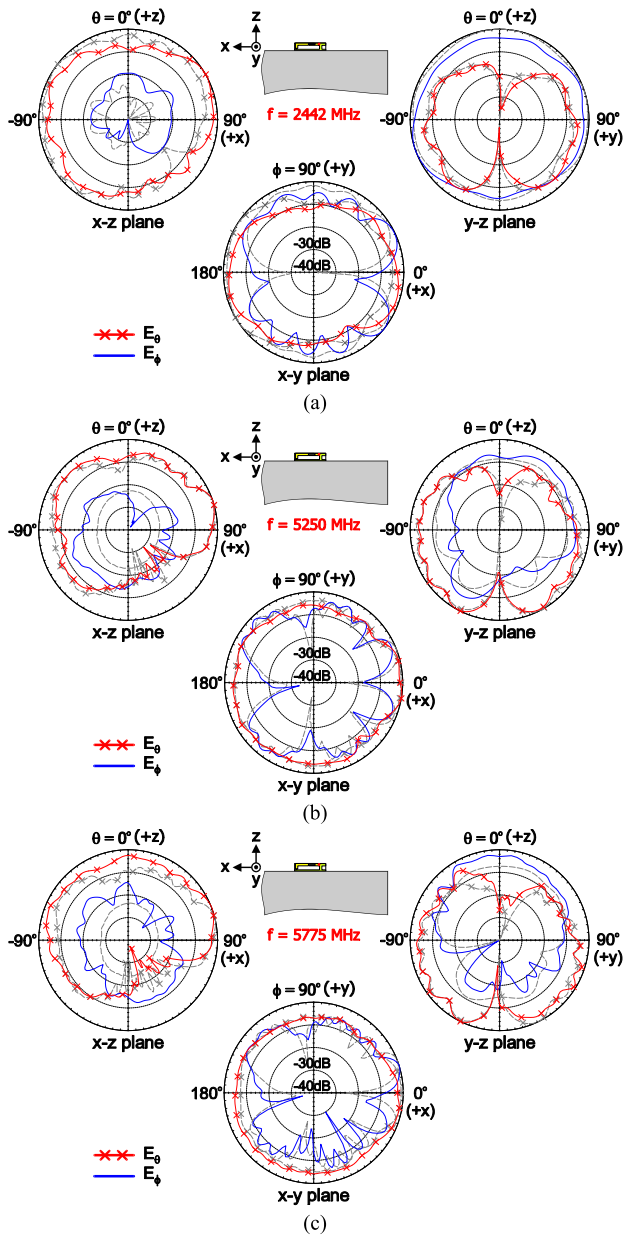 θ = 0° (+z)
-90°
90°
(+x)
x-z plane
z
x
y
f = 2442 MHz
θ = 0° (+z)
-90°
90°
(+y)
y-z plane
ϕ = 90° (+y)
180°
-30dB
-40dB
0°
(+x)
x-y plane
Eθ
Eϕ
(a)
θ = 0° (+z)
-90°
90°
(+x)
x-z plane
z
x
y
f = 5250 MHz
θ = 0° (+z)
-90°
90°
(+y)
y-z plane
ϕ = 90° (+y)
180°
-30dB
-40dB
0°
(+x)
x-y plane
Eθ
Eϕ
(b)
θ = 0° (+z)
-90°
90°
(+x)
x-z plane
z
x
y
f = 5775 MHz
θ = 0° (+z)
-90°
90°
(+y)
y-z plane
ϕ = 90° (+y)
180°
-30dB
-40dB
0°
(+x)
x-y plane
Eθ
Eϕ
(c)